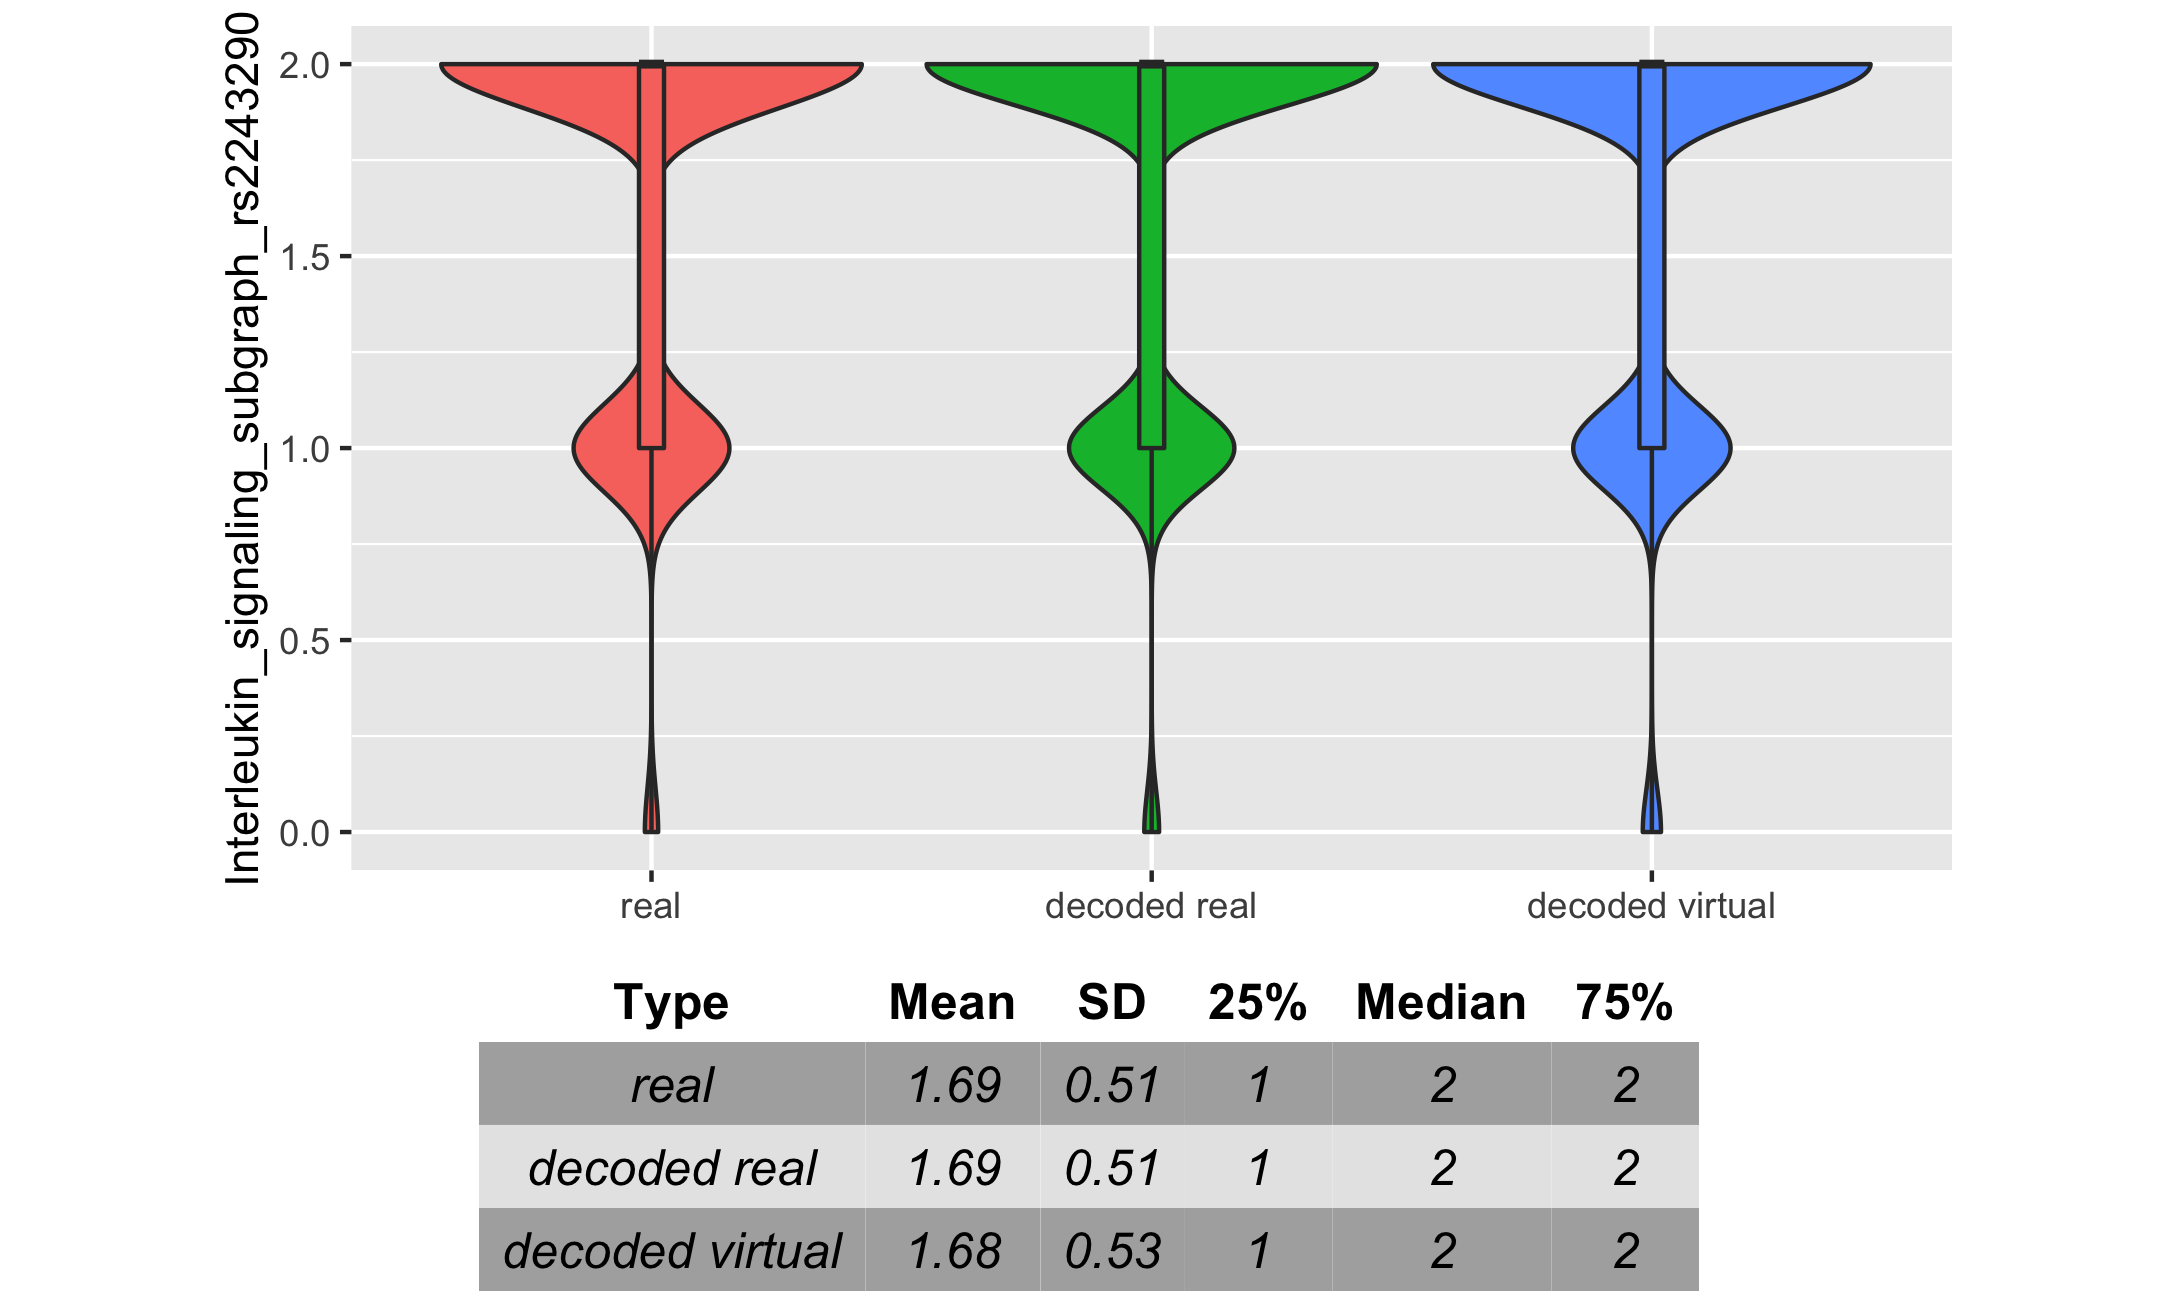 Interleukin_signaling_subgraph_rs2243290
2.0
1.5
1.0
0.5
0.0
real decoded real decoded virtual
Type Mean SD 25% Median 75%
real 1.69 0.51 1 2 2
decoded real 1.69 0.51 1 2 2
decoded virtual 1.68 0.53 1 2 2